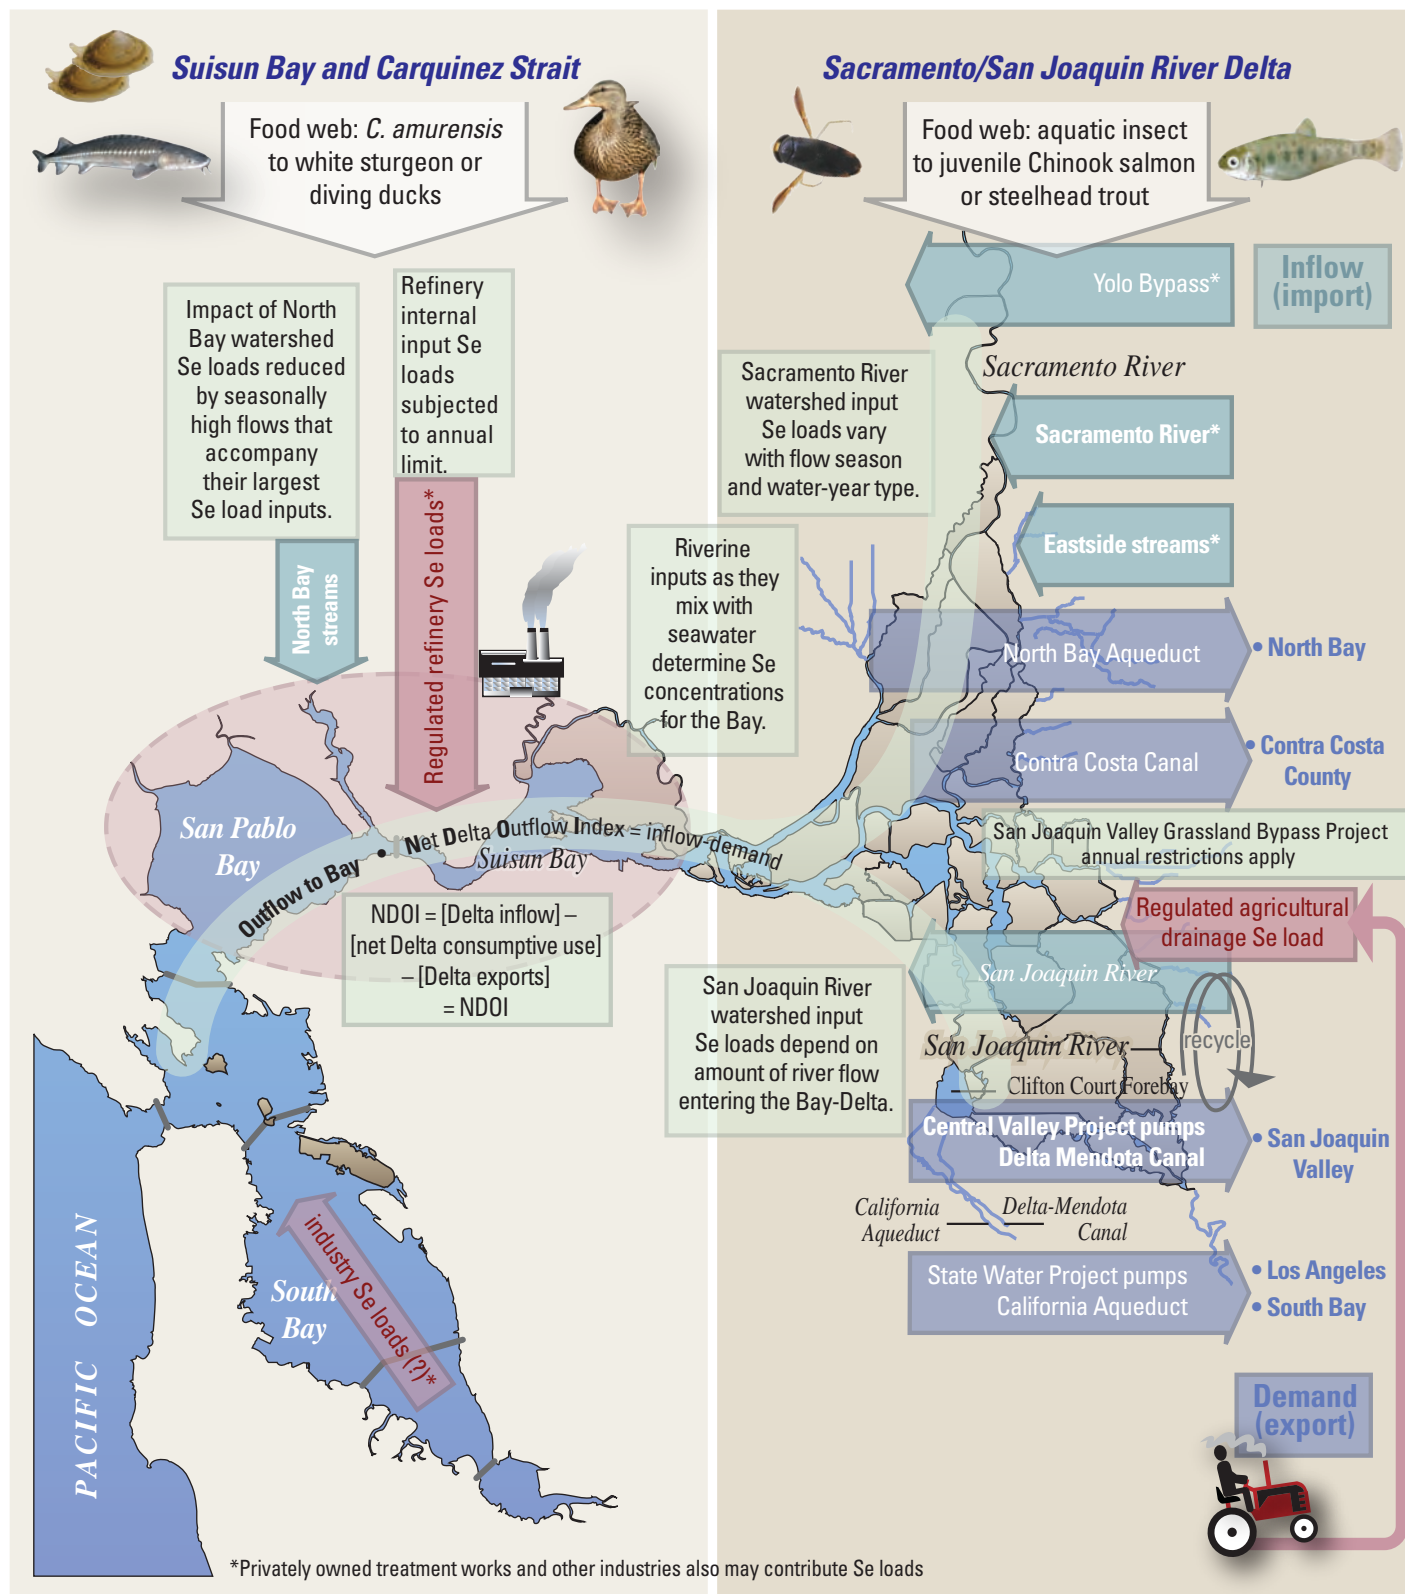 Suisun Bay and Carquinez Strait
Food web: C. amurensis
to white sturgeon or
diving ducks
Impact of North
Bay watershed
Se loads reduced
by seasonally
high flows that
accompany
their largest
Se load inputs.
Refinery
internal
input Se
loads
subjected
to annual
limit.
North Bay
streams
Regulated refinery Se loads*
San Pablo
Bay
Suisun Bay
Outflow to Bay
Net Delta Outflow Index = inflow-demand
NDOI = [Delta inflow] –
[net Delta consumptive use]
– [Delta exports]
= NDOI
PACIFIC OCEAN
South
Bay
industry Se loads (?)*
*Privately owned treatment works and other industries also may contribute Se loads
Sacramento/San Joaquin River Delta
Food web: aquatic insect
to juvenile Chinook salmon
or steelhead trout
Yolo Bypass*
Inflow
(import)
Sacramento River
Sacramento River
watershed input
Se loads vary
with flow season
and water-year type.
Sacramento River*
Eastside streams*
Riverine
inputs as they
mix with
seawater
determine Se
concentrations
for the Bay.
North Bay Aqueduct
• North Bay
Contra Costa Canal
• Contra Costa
County
San Joaquin Valley Grassland Bypass Project
annual restrictions apply
Regulated agricultural
drainage Se load
San Joaquin River
San Joaquin River
watershed input
Se loads depend on
amount of river flow
entering the Bay-Delta.
San Joaquin River
recycle
Clifton Court Forebay
Central Valley Project pumps
Delta Mendota Canal
• San Joaquin
Valley
California
Aqueduct
Delta-Mendota
Canal
State Water Project pumps
California Aqueduct
• Los Angeles
• South Bay
Demand
(export)